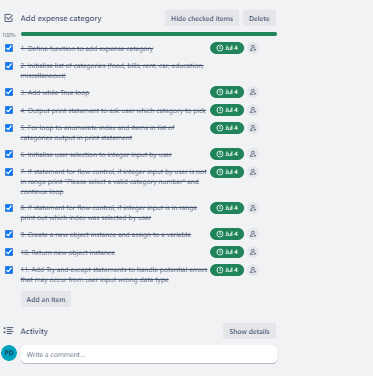 Add expense category
Hide checked items
Delete
100%
1. Define function to add expense category
Jul 4
2. Initialise list of categories (food, bills, rent, car, education,
miscellaneous)
3. Add while True loop
Jul 4
4. Output print statement to ask user which category to pick
Jul 4
5. For loop to enumerate index and items in list of
categories output in print statement
Jul 4
6. Initialise user selection to integer input by user
Jul 4
7. If statement for flow control, if integer input by user is not
in range print "Please select a valid category number" and
continue loop
Jul 4
8. If statement for flow control, if integer is in range
print out which index was selected by user
Jul 4
9. Create a new object instance and assign to a variable
Jul 4
10. Return new object instance
Jul 4
11. Add Try and except statements to handle potential errors
that may occur from user input wrong data type
Jul 4
Add an item
Activity
Show details
PD
Write a comment...